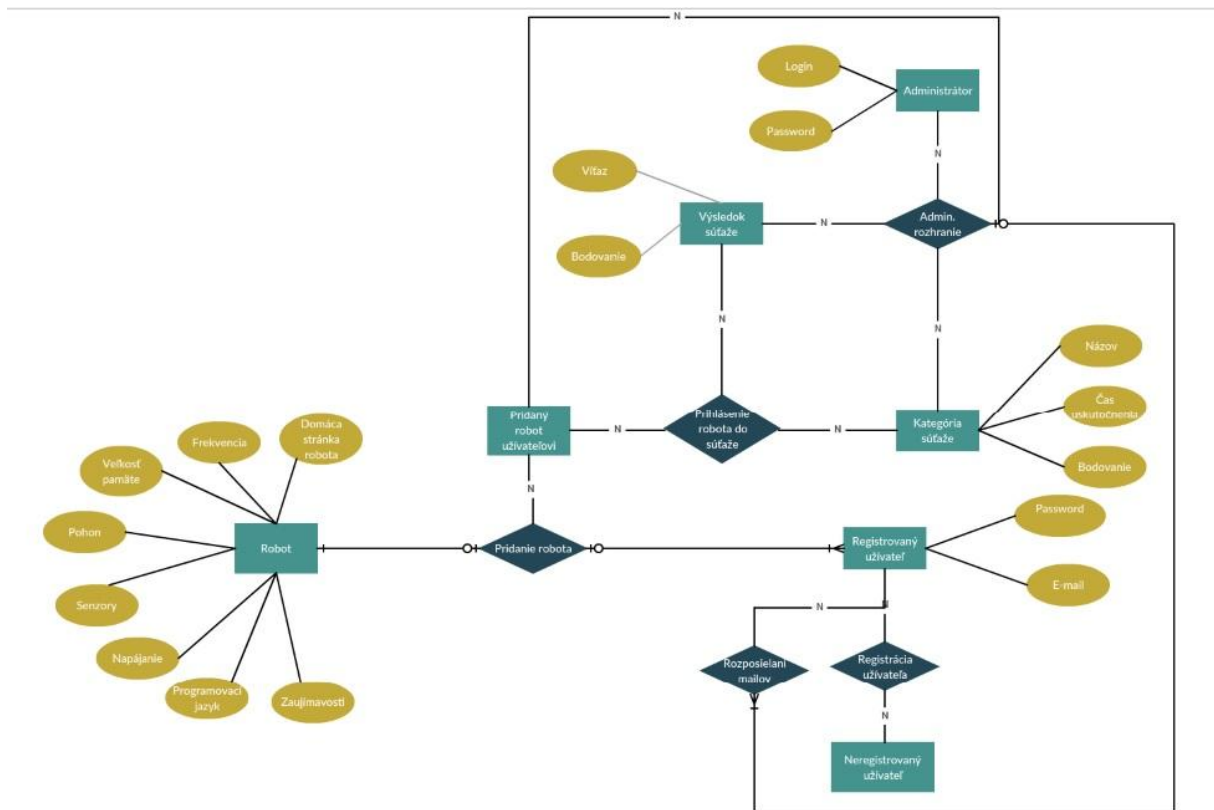 N
Login
Administrátor
Password
N
Víťaz
Výsledok
súťaže
N
Admin.
rozhranie
Bodovanie
N
N
Názov
Čas
uskutočnenia
Pridaný
robot
užívateľovi
N
Prihlásenie
robota do
súťaže
N
Kategória
súťaže
Bodovanie
Domáca
stránka
robota
Frekvencia
Veľkosť
pamäte
N
Password
Pohon
Robot
Pridanie robota
Registrovaný
užívateľ
E-mail
Senzory
N
N
Napájanie
Rozposielani
mailov
Registrácia
užívateľa
Programovací
jazyk
Zaujímavosti
N
Neregistrovaný
užívateľ